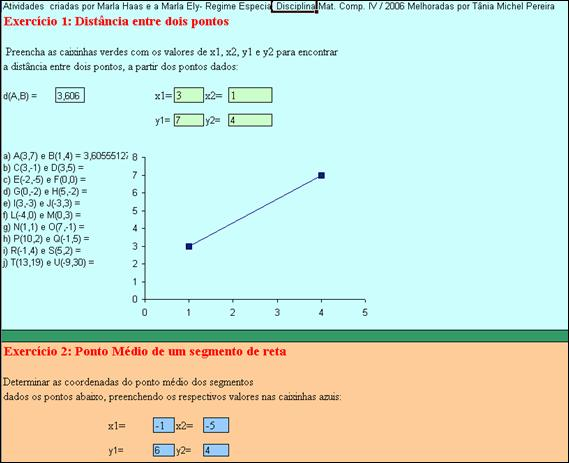 Atividades criadas por Marla Haas e a Marla Ely- Regime Especia Disciplina Mat. Comp. IV / 2006 Melhoradas por Tânia Michel Pereira
Exercício 1: Distância entre dois pontos
Preencha as caixinhas verdes com os valores de x1, x2, y1 e y2 para encontrar
a distância entre dois pontos, a partir dos pontos dados:
d(A,B) = 3,606 x1= 3 x2= 1
y1= 7 y2= 4
a) A(3,7) e B(1,4) = 3,60555127
b) C(3,-1) e D(3,5) =
c) E(-2,-5) e F(0,0) =
d) G(0,-2) e H(5,-2) =
e) I(3,-3) e J(-3,3) =
f) L(-4,0) e M(0,3) =
g) N(1,1) e O(7,-1) =
h) P(10,2) e Q(-1,5) =
i) R(-1,4) e S(5,2) =
j) T(13,19) e U(-9,30) =
8
7
6
5
4
3
2
1
0
0 1 2 3 4 5
Exercício 2: Ponto Médio de um segmento de reta
Determinar as coordenadas do ponto médio dos segmentos
dados os pontos abaixo, preenchendo os respectivos valores nas caixinhas azuis:
x1= -1 x2= -5
y1= 6 y2= 4